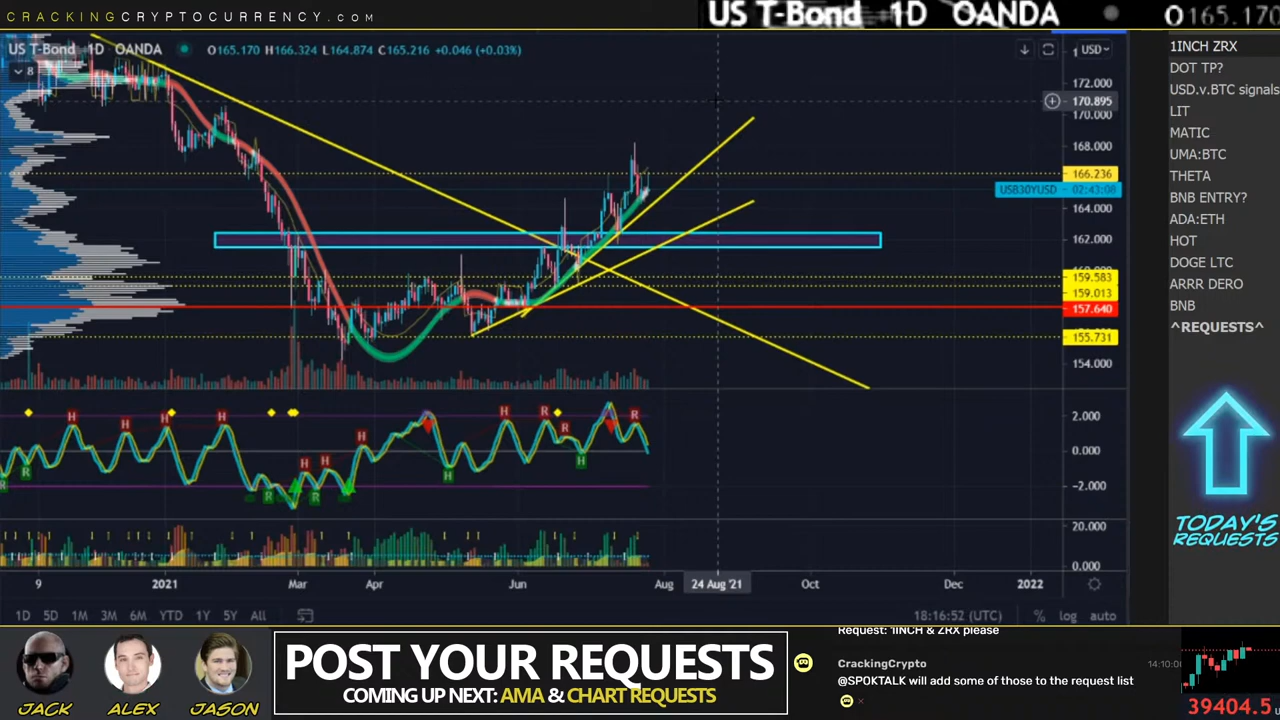 CRACKINGCRYPTOCURRENCY.com
US T-Bond 1D OANDA O165.170
US T-Bond 1D OANDA O165.170 H166.324 L164.874 C165.216 +0.046 (+0.03%)
USD
8
172.000
170.895
170.000
168.000
166.236
USB30YUSD 02:43:08
164.000
162.000
159.583
159.013
157.640
155.731
154.000
H H H H H H H R R R
R R R H R H H
2.000
0.000
-2.000
20.000
0.000
9 2021 Mar Apr Jun Aug 24 Aug '21 Oct Dec 2022
1D 5D 1M 3M 6M YTD 1Y 5Y All
18:16:52 (UTC) % log auto
1INCH ZRX
DOT TP?
USD.v.BTC signals
LIT
MATIC
UMA:BTC
THETA
BNB ENTRY?
ADA:ETH
HOT
DOGE LTC
ARRR DERO
BNB
^REQUESTS^
TODAY'S
REQUESTS
JACK ALEX JASON
POST YOUR REQUESTS
COMING UP NEXT: AMA & CHART REQUESTS
Request: 1INCH & ZRX please
CrackingCrypto
@SPOKTALK will add some of those to the request list
39404.5